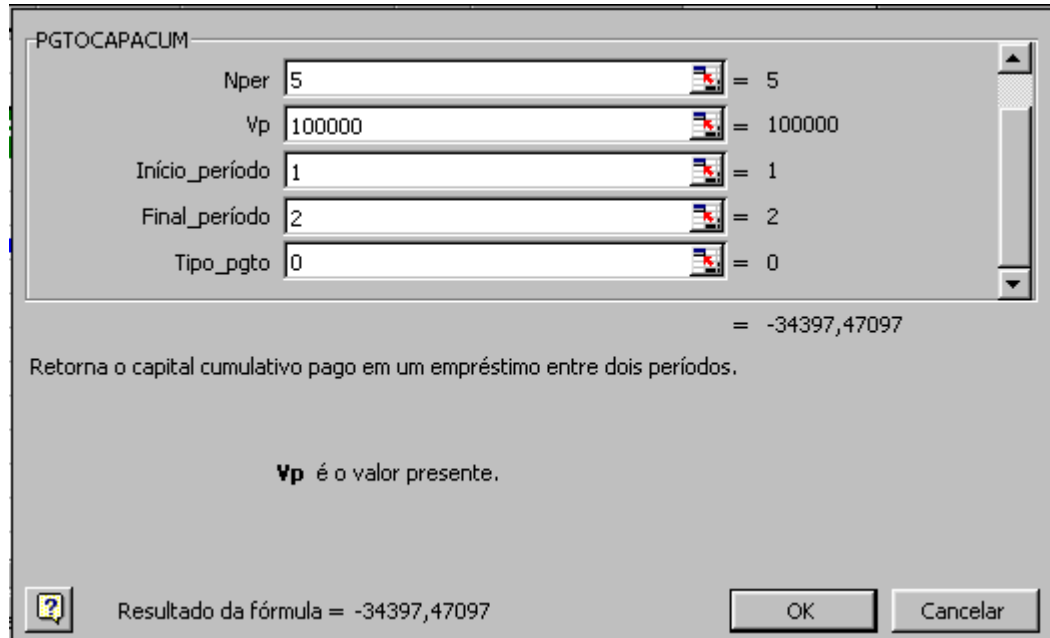 PGTOCAPACUM
Nper 5 = 5
Vp 100000 = 100000
Início_período 1 = 1
Final_período 2 = 2
Tipo_pgto 0 = 0
= -34397,47097
Retorna o capital cumulativo pago em um empréstimo entre dois períodos.
Vp é o valor presente.
? Resultado da fórmula = -34397,47097 OK Cancelar